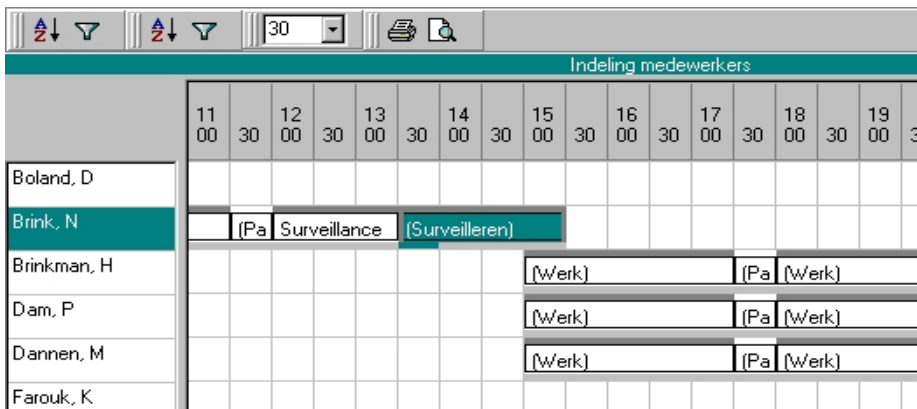 30
Indeling medewerkers
11 12 13 14 15 16 17 18 19
00 30 00 30 00 30 00 30 00 30 00 30 00 30 00 30 00
Boland, D
Brink, N (Pa Surveillance (Surveilleren)
Brinkman, H (Werk) (Pa (Werk)
Dam, P (Werk) (Pa (Werk)
Dannen, M (Werk) (Pa (Werk)
Farouk, K